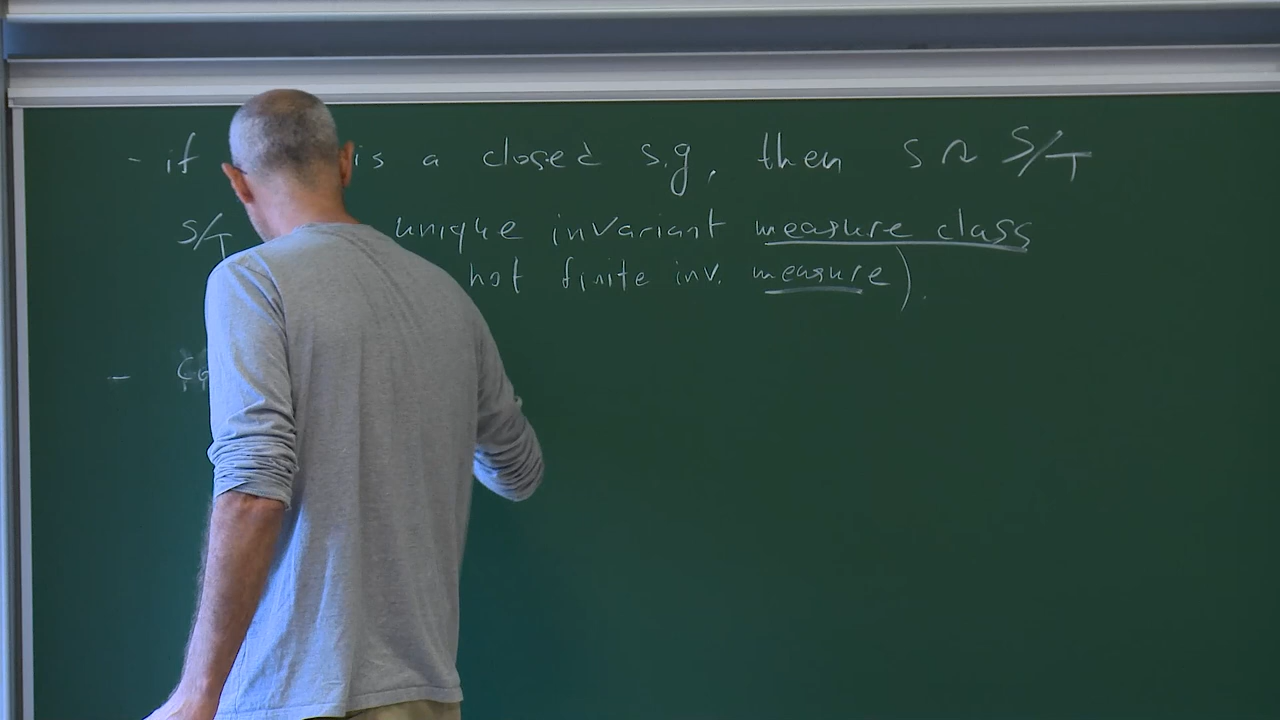 - if is a closed s.g, then S ↷ S/T
S/T unique invariant measure class
not finite inv. measure).
-